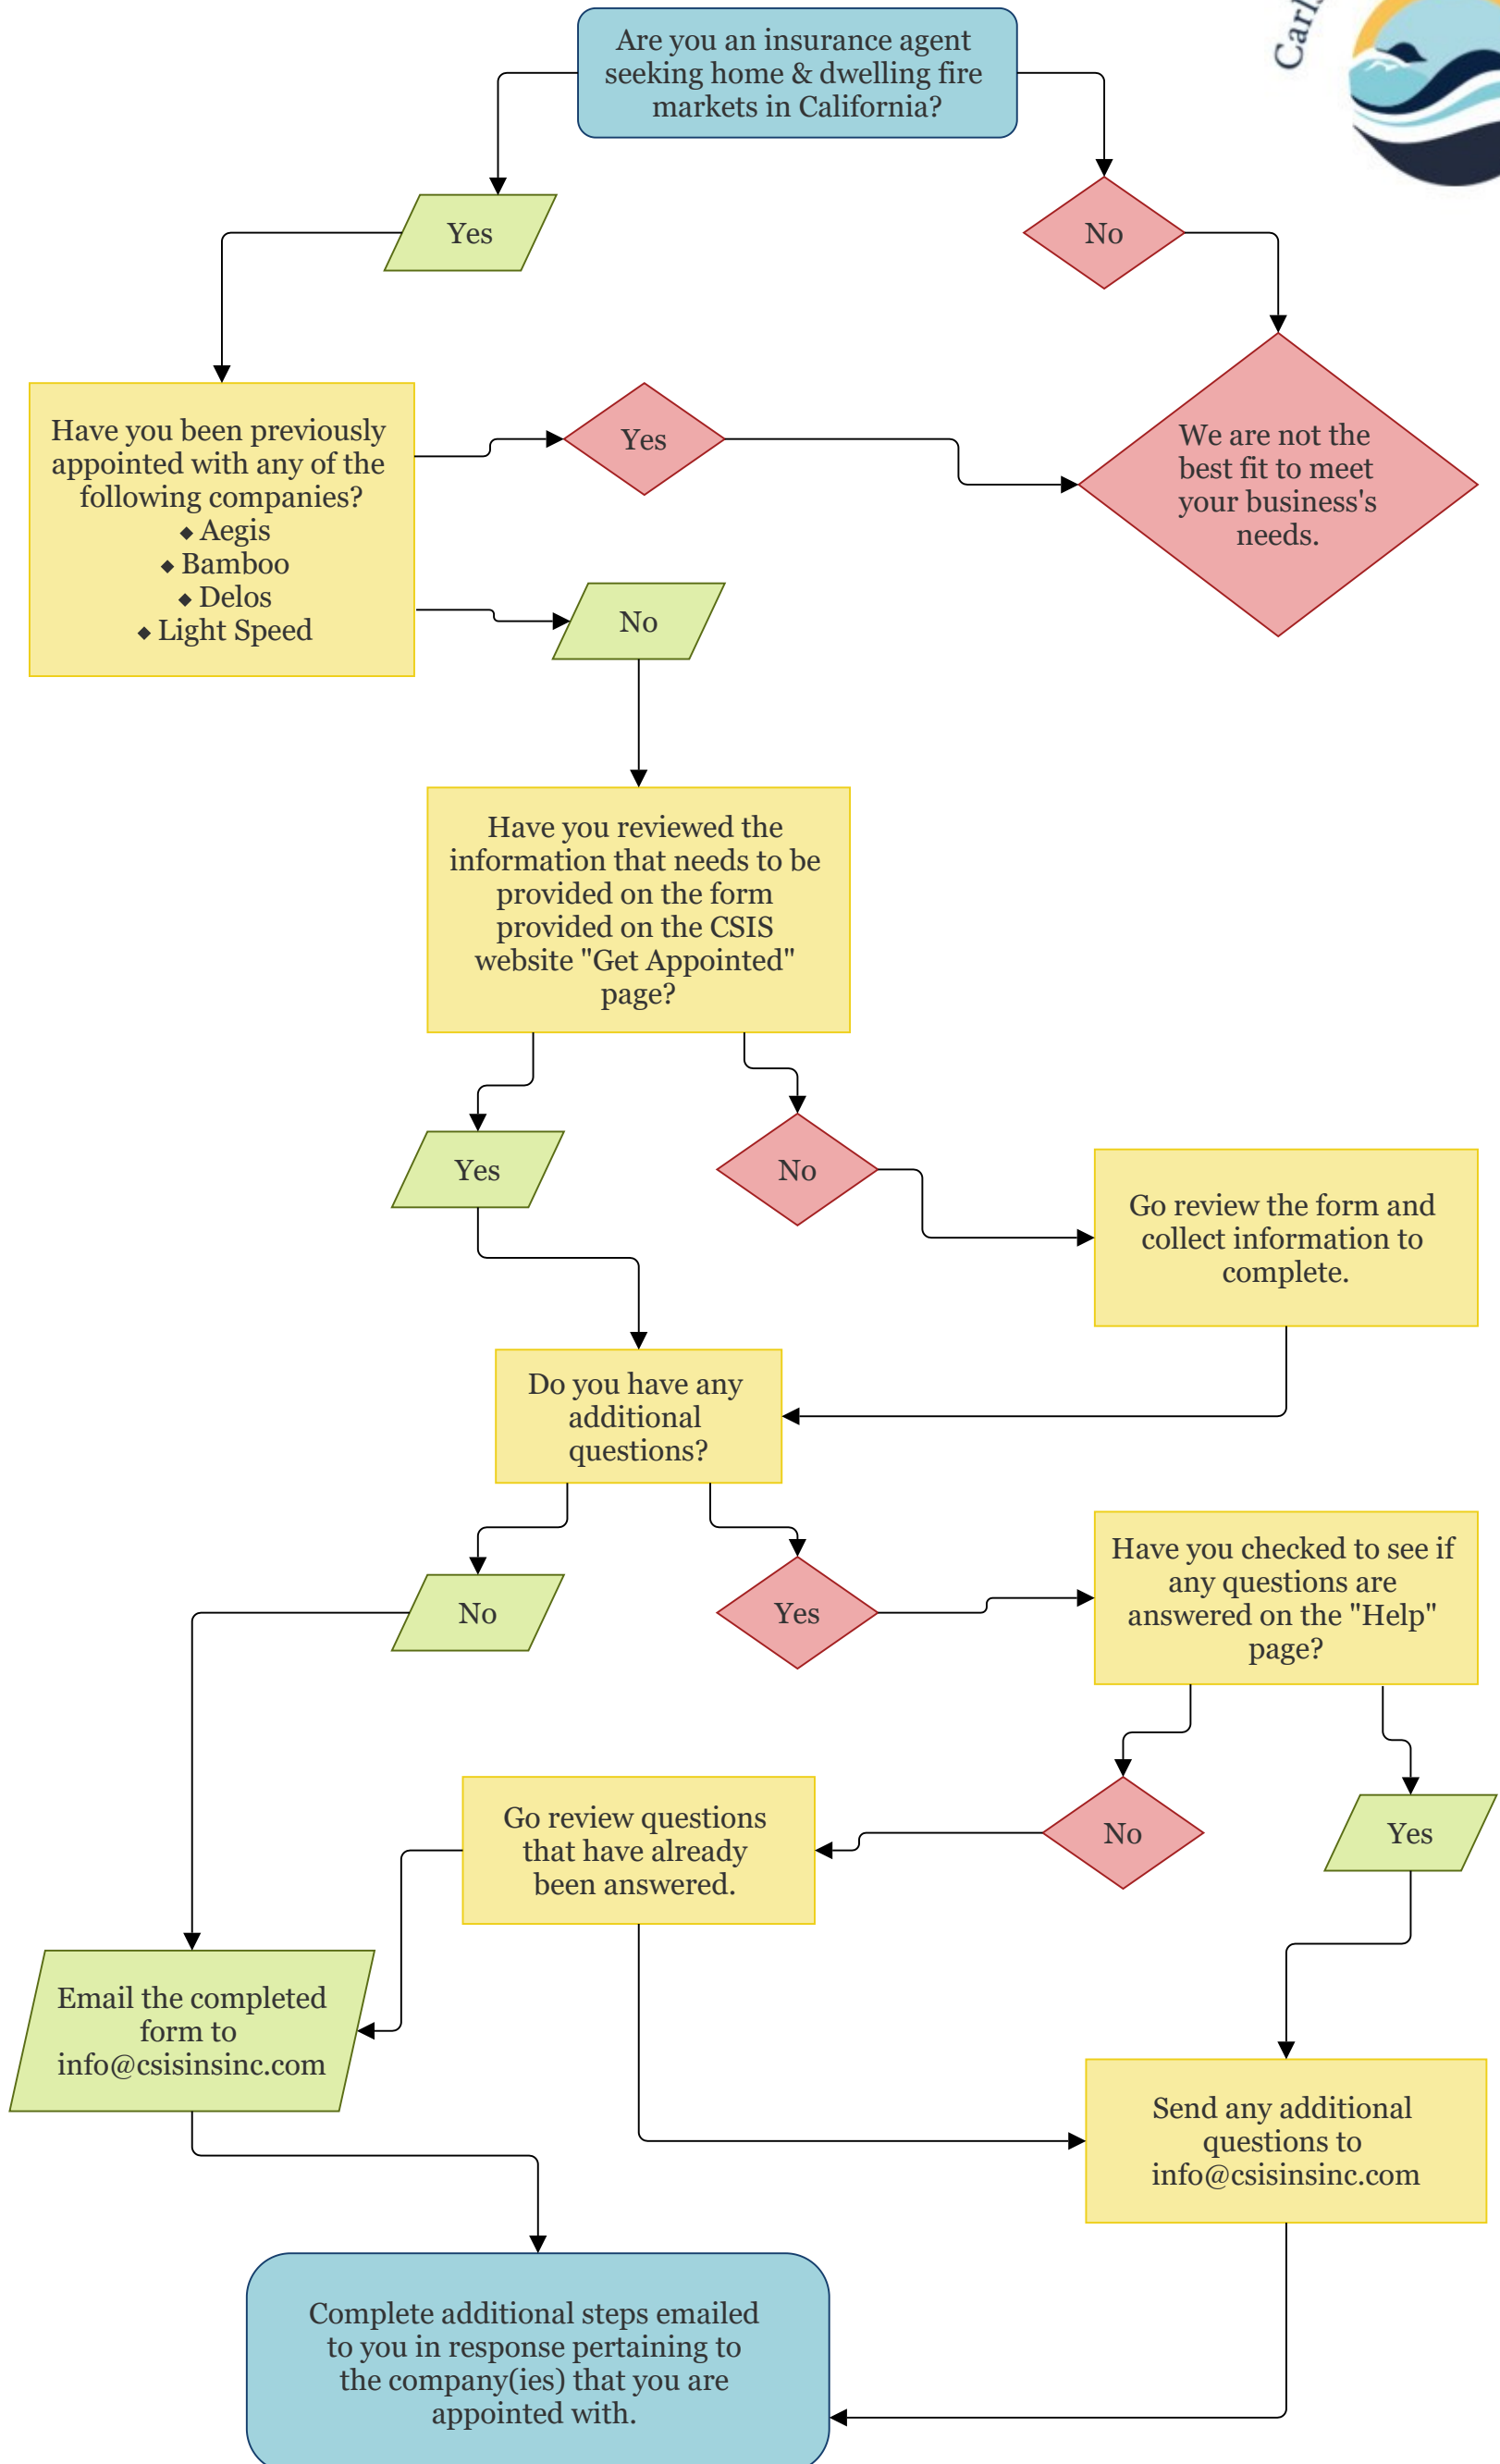 Are you an insurance agent
seeking home & dwelling fire
markets in California?
Yes
No
Have you been previously
appointed with any of the
following companies?
◆ Aegis
◆ Bamboo
◆ Delos
◆ Light Speed
Yes
We are not the
best fit to meet
your business's
needs.
No
Have you reviewed the
information that needs to be
provided on the form
provided on the CSIS
website "Get Appointed"
page?
Yes
No
Go review the form and
collect information to
complete.
Do you have any
additional
questions?
No
Yes
Have you checked to see if
any questions are
answered on the "Help"
page?
Go review questions
that have already
been answered.
No
Yes
Email the completed
form to
info@csisinsinc.com
Send any additional
questions to
info@csisinsinc.com
Complete additional steps emailed
to you in response pertaining to
the company(ies) that you are
appointed with.